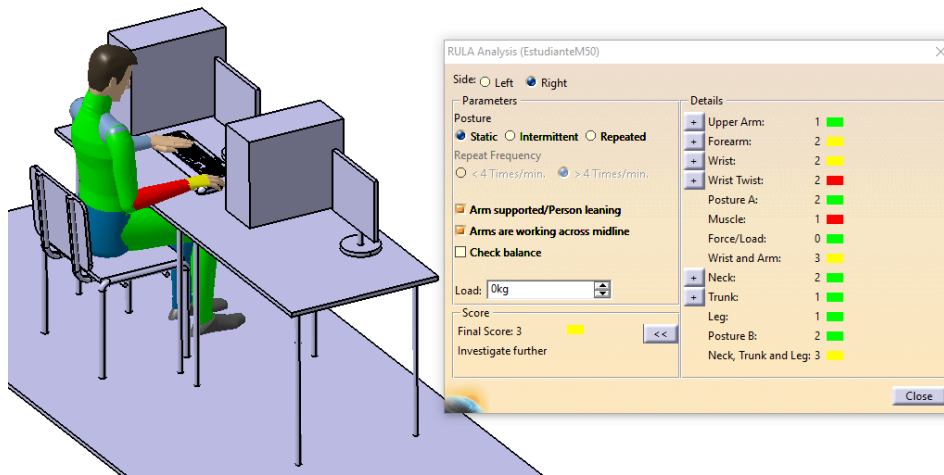 RULA Analysis (EstudianteM50)
Side: Left Right
Parameters
Posture
Static Intermittent Repeated
Repeat Frequency
< 4 Times/min. > 4 Times/min.
Arm supported/Person leaning
Arms are working across midline
Check balance
Load: 0kg
Score
Final Score: 3
<<
Investigate further
Details
+ Upper Arm: 1
+ Forearm: 2
+ Wrist: 2
+ Wrist Twist: 2
Posture A: 2
Muscle: 1
Force/Load: 0
Wrist and Arm: 3
+ Neck: 2
+ Trunk: 1
Leg: 1
Posture B: 2
Neck, Trunk and Leg: 3
Close